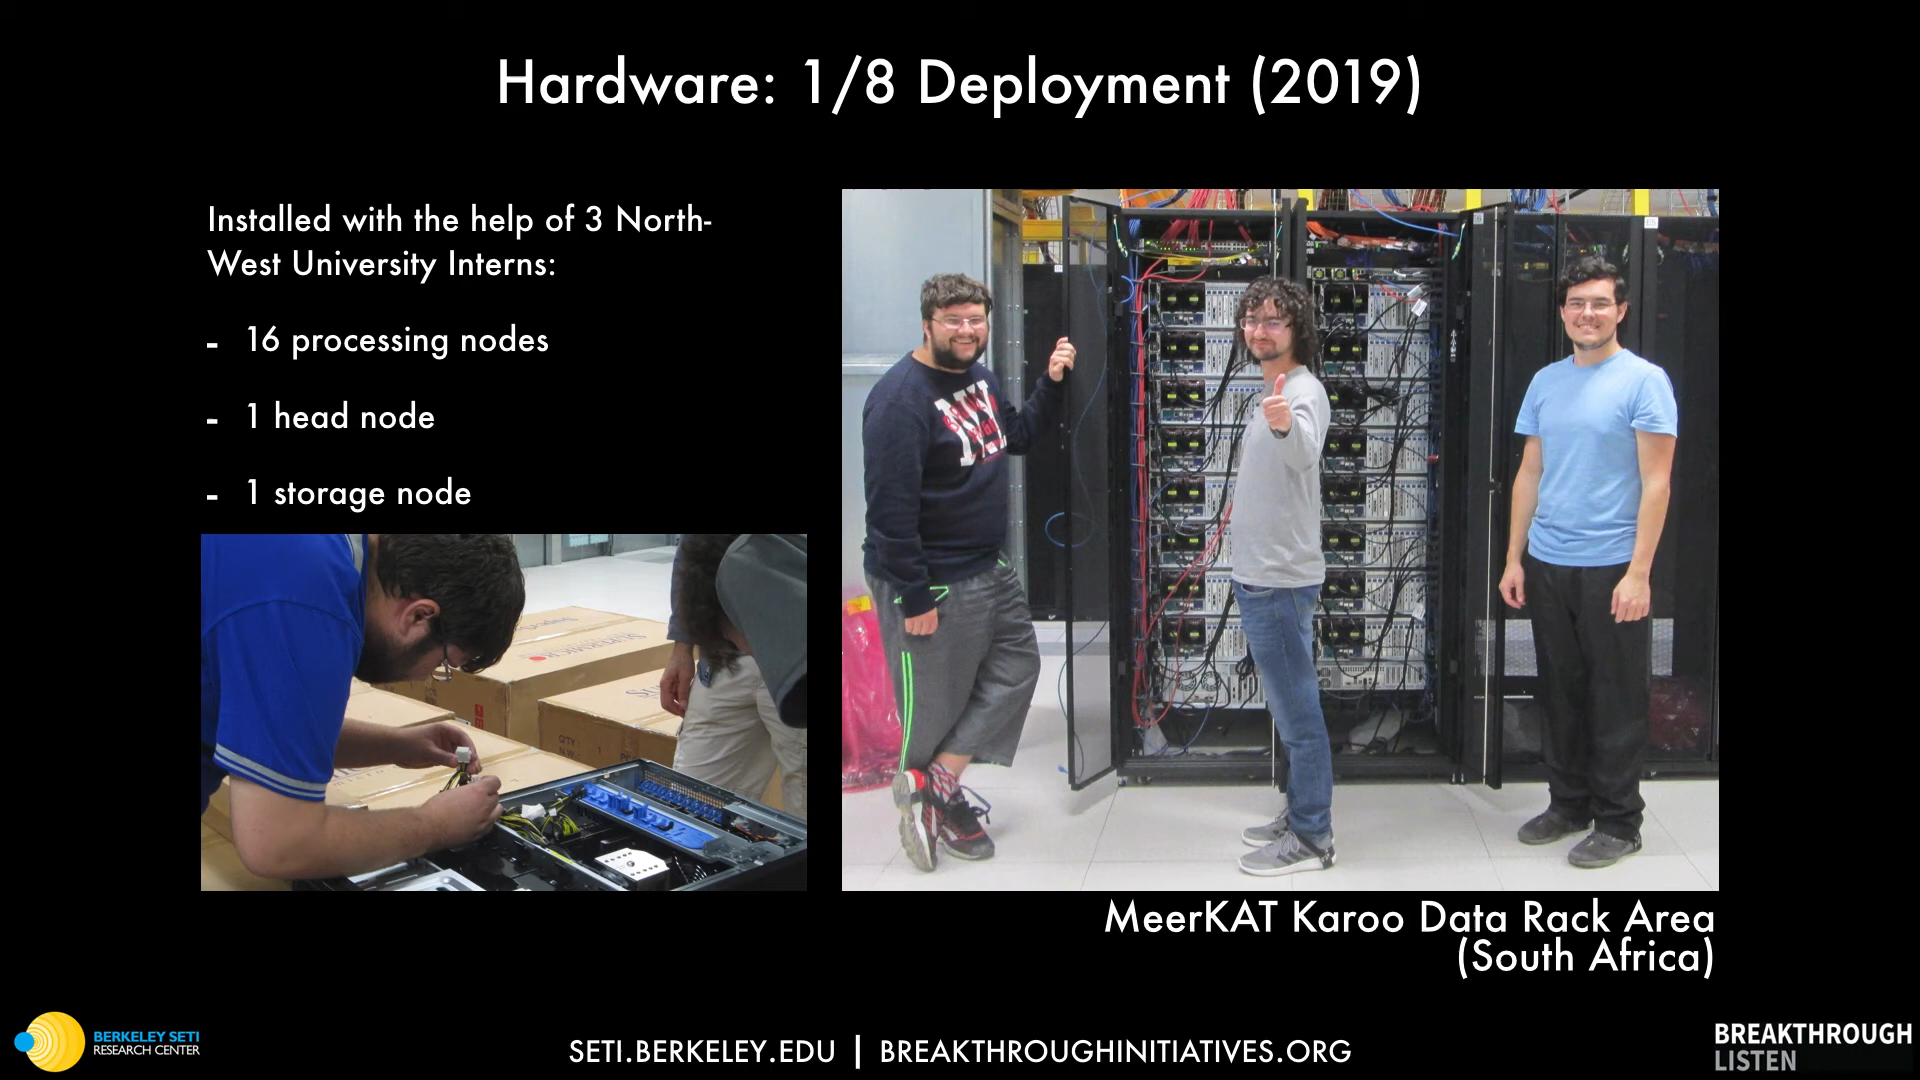 Hardware: 1/8 Deployment (2019)
Installed with the help of 3 North-
West University Interns:
- 16 processing nodes
- 1 head node
- 1 storage node
MeerKAT Karoo Data Rack Area
(South Africa)
BERKELEY SETI
RESEARCH CENTER
SETI.BERKELEY.EDU | BREAKTHROUGHINITIATIVES.ORG
BREAKTHROUGH
LISTEN